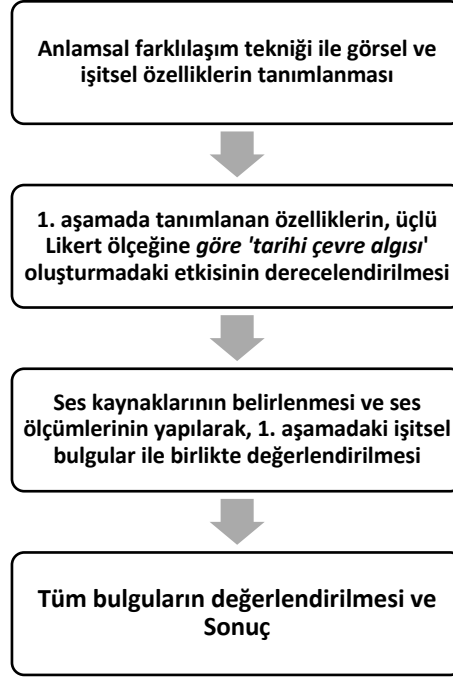 Anlamsal farklılaşım tekniği ile görsel ve
işitsel özelliklerin tanımlanması
1. aşamada tanımlanan özelliklerin, üçlü
Likert ölçeğine göre 'tarihi çevre algısı'
oluşturmadaki etkisinin derecelendirilmesi
Ses kaynaklarının belirlenmesi ve ses
ölçümlerinin yapılarak, 1. aşamadaki işitsel
bulgular ile birlikte değerlendirilmesi
Tüm bulguların değerlendirilmesi ve
Sonuç